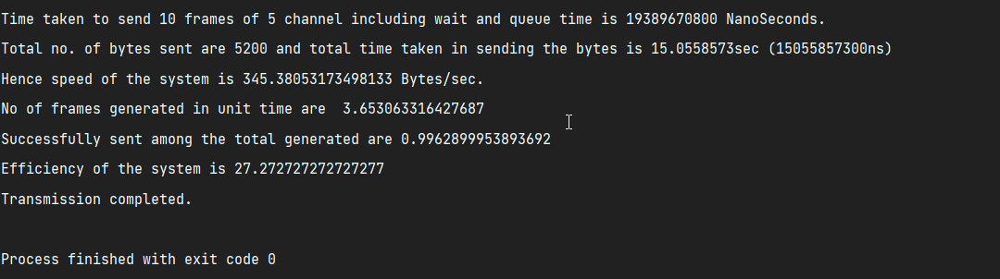 Time taken to send 10 frames of 5 channel including wait and queue time is 19389670800 NanoSeconds.
Total no. of bytes sent are 5200 and total time taken in sending the bytes is 15.0558573sec (15055857300ns)
Hence speed of the system is 345.38053173498133 Bytes/sec.
No of frames generated in unit time are  3.653063316427687
Successfully sent among the total generated are 0.9962899953893692
Efficiency of the system is 27.272727272727277
Transmission completed.
Process finished with exit code 0